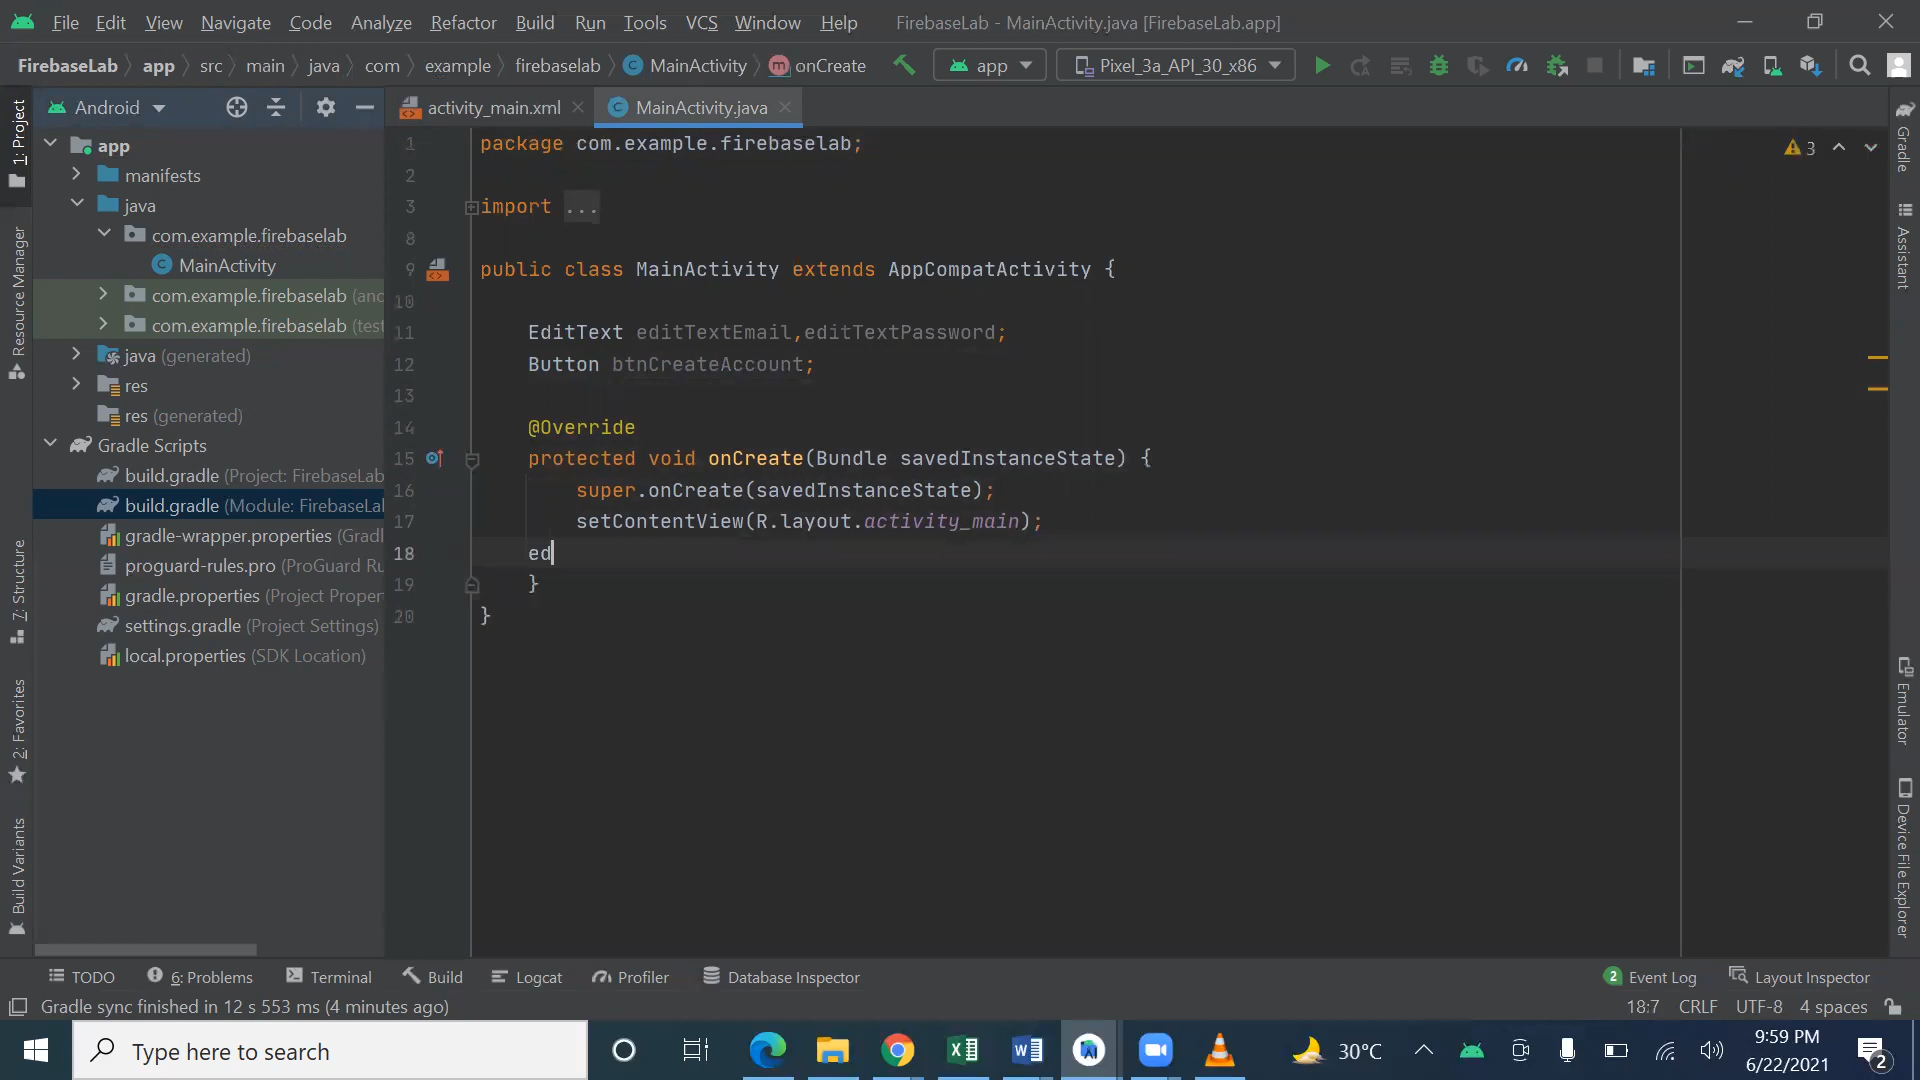 File Edit View Navigate Code Analyze Refactor Build Run Tools VCS Window Help FirebaseLab - MainActivity.java [FirebaseLab.app]
FirebaseLab app src main java com example firebaselab MainActivity onCreate app Pixel_3a_API_30_x86
1: Project
Resource Manager
7: Structure
2: Favorites
Build Variants
Android
app
manifests
java
com.example.firebaselab
MainActivity
com.example.firebaselab (and
com.example.firebaselab (test
java (generated)
res
res (generated)
Gradle Scripts
build.gradle (Project: FirebaseLab
build.gradle (Module: FirebaseLa
gradle-wrapper.properties (Grad
proguard-rules.pro (ProGuard Ru
gradle.properties (Project Proper
settings.gradle (Project Settings)
local.properties (SDK Location)
activity_main.xml MainActivity.java
3
1 package com.example.firebaselab;
2
3 import ...
8
9 public class MainActivity extends AppCompatActivity {
10
11 EditText editTextEmail,editTextPassword;
12 Button btnCreateAccount;
13
14 @Override
15 protected void onCreate(Bundle savedInstanceState) {
16 super.onCreate(savedInstanceState);
17 setContentView(R.layout.activity_main);
18 ed
19 }
20 }
Gradle
Assistant
Emulator
Device File Explorer
TODO 6: Problems Terminal Build Logcat Profiler Database Inspector 2 Event Log Layout Inspector
Gradle sync finished in 12 s 553 ms (4 minutes ago) 18:7 CRLF UTF-8 4 spaces
Type here to search 30°C 9:59 PM
6/22/2021 2